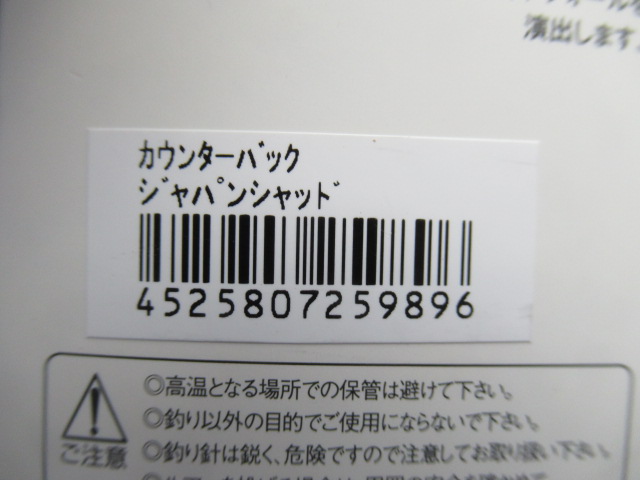 演出します。
カウンターバック
ジャパンシャッド
4525807259896
◎高温となる場所での保管は避けて下さい。
◎釣り以外の目的でご使用にならないで下さい。
ご注意
◎釣り針は鋭く、危険ですので注意してお取り扱い下さい。